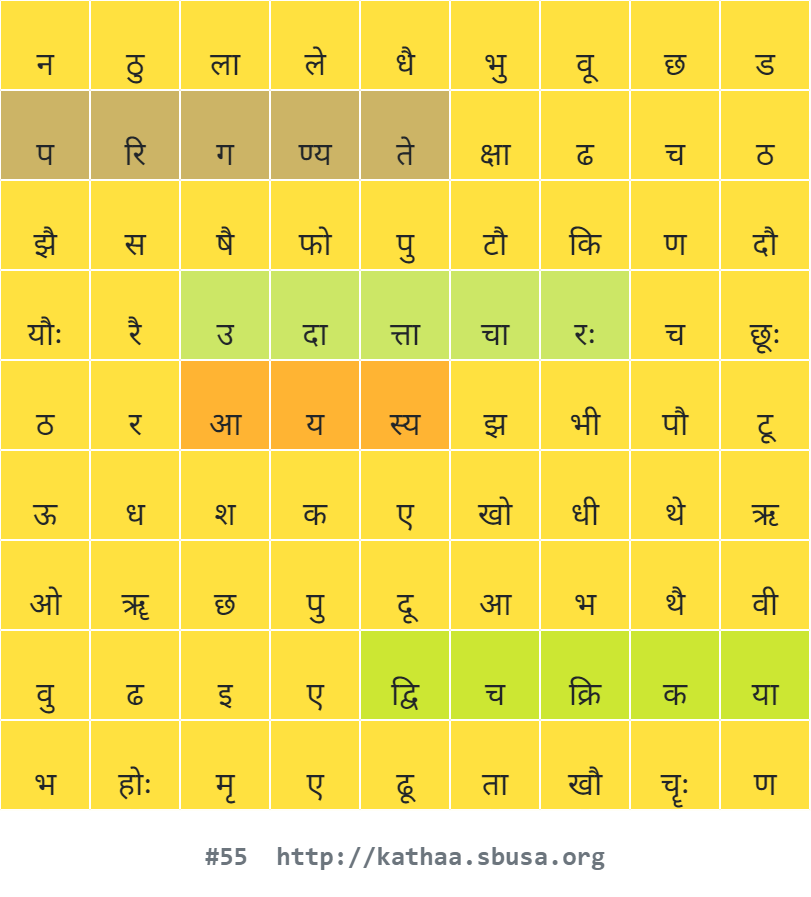 न ठु ला ले धै भु वू छ ड
प रि ग ण्य ते क्षा ढ च ठ
झै स षै फो पु टौ कि ण दौ
यौः रै उ दा त्ता चा रः च छूः
ठ र आ य स्य झ भी पौ टू
ऊ ध श क ए खो धी थे ऋ
ओ ॠ छ पु दू आ भ थै वी
वु ढ इ ए द्वि च क्रि क या
भ होः मृ ए ढू ता खौ चॄः ण
#55 http://kathaa.sbusa.org